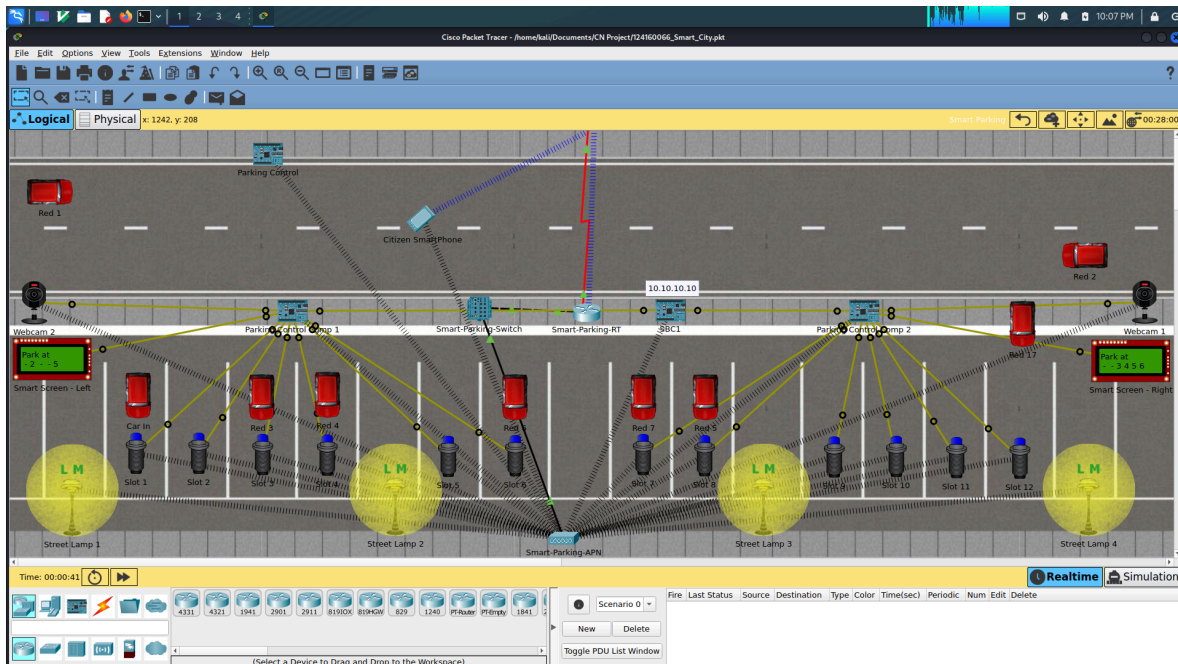 1 2 3 4
10:07 PM
Cisco Packet Tracer - /home/kali/Documents/CN Project/124160066_Smart_City.pkt
File Edit Options View Tools Extensions Window Help
Logical
Physical
x: 1242, y: 208
Smart Parking
00:28:00
Parking Control
Red 1
Citizen SmartPhone
Red 2
10.10.10.10
Webcam 2
Smart-Parking-Switch
Smart-Parking-RT
SBC1
Webcam 1
Park at
- 2 - - 5
Smart Screen - Left
Red 17
Park at
- - 3 4 5 6
Smart Screen - Right
Car In
Red 3
Red 4
Red 7
Red 5
Slot 1
Slot 2
Slot 3
Slot 4
Slot 5
Slot 6
Slot 7
Slot 8
Slot 9
Slot 10
Slot 11
Slot 12
L M
L M
L M
L M
Street Lamp 1
Street Lamp 2
Street Lamp 3
Street Lamp 4
Smart-Parking-APN
Time: 00:00:41
Realtime
Simulation
4331 4321 1941 2901 2911 819IOX 819HGW 829 1240 PT-Router PT-Empty 1841
(Select a Device to Drag and Drop to the Workspace)
Scenario 0
New
Delete
Toggle PDU List Window
Fire Last Status Source Destination Type Color Time(sec) Periodic Num Edit Delete